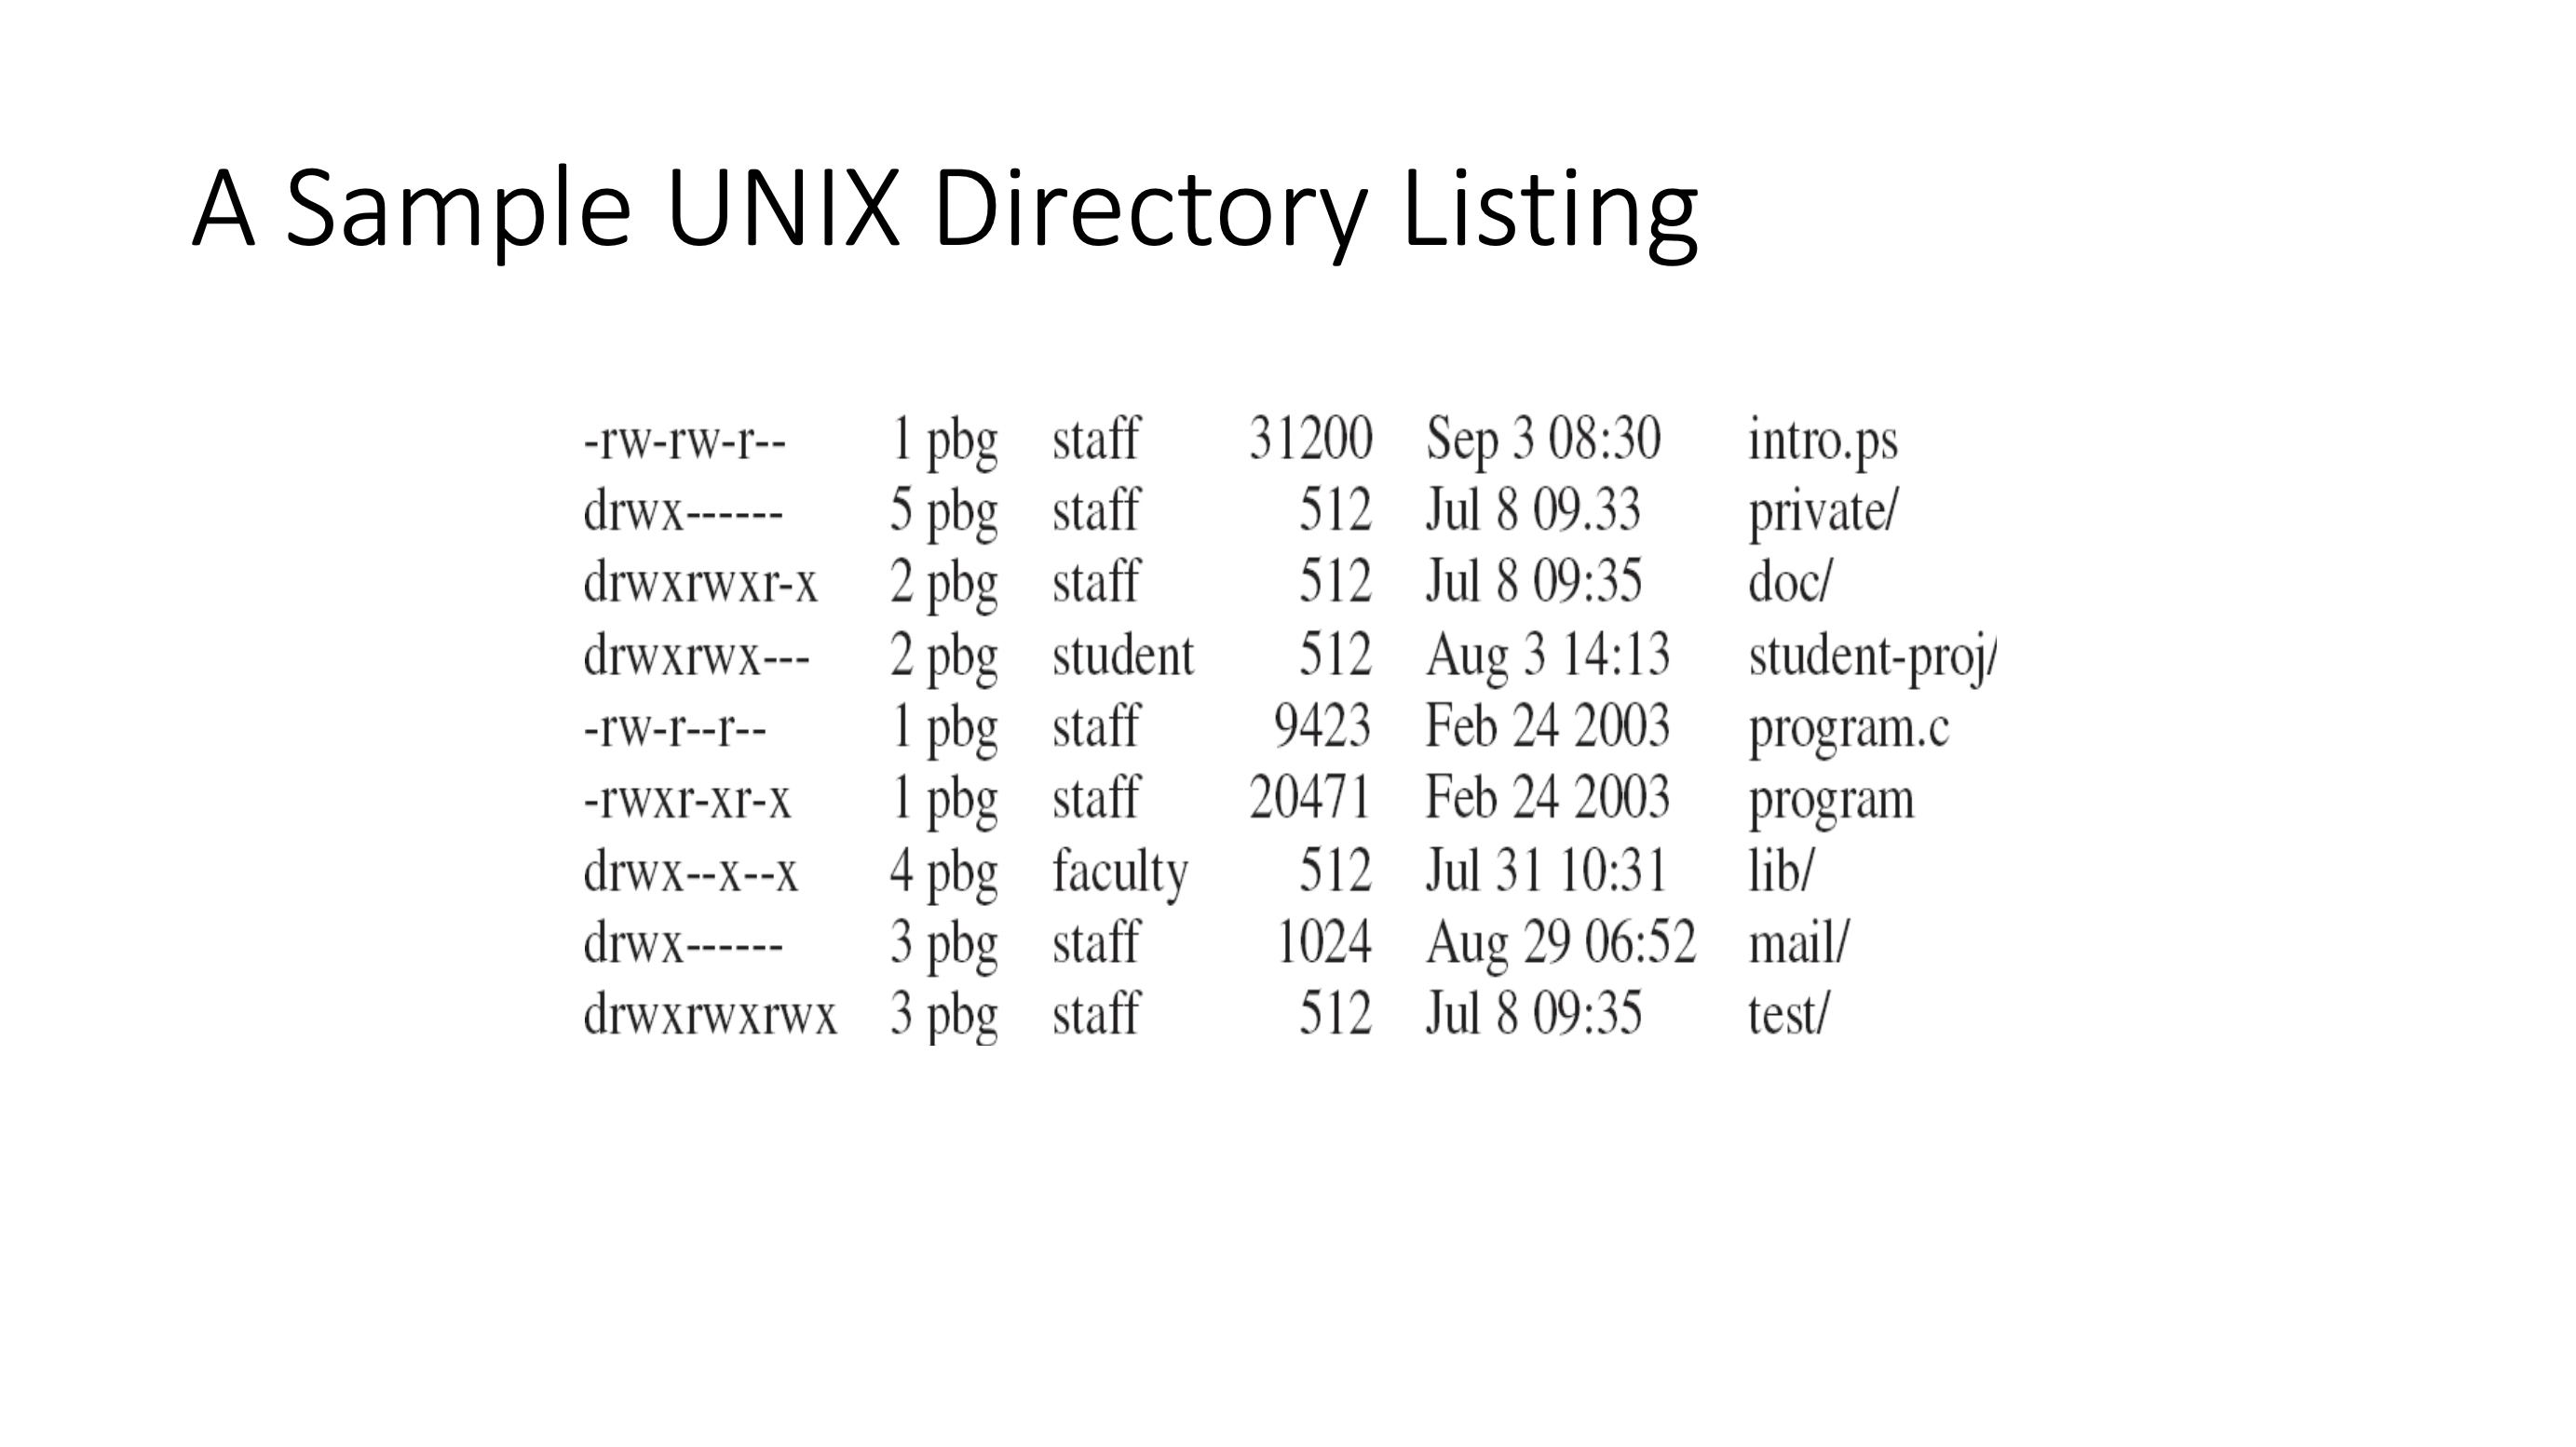 A Sample UNIX Directory Listing
-rw-rw-r-- 1 pbg staff 31200 Sep 3 08:30 intro.ps
drwx------ 5 pbg staff 512 Jul 8 09.33 private/
drwxrwxr-x 2 pbg staff 512 Jul 8 09:35 doc/
drwxrwx--- 2 pbg student 512 Aug 3 14:13 student-proj/
-rw-r--r-- 1 pbg staff 9423 Feb 24 2003 program.c
-rwxr-xr-x 1 pbg staff 20471 Feb 24 2003 program
drwx--x--x 4 pbg faculty 512 Jul 31 10:31 lib/
drwx------ 3 pbg staff 1024 Aug 29 06:52 mail/
drwxrwxrwx 3 pbg staff 512 Jul 8 09:35 test/